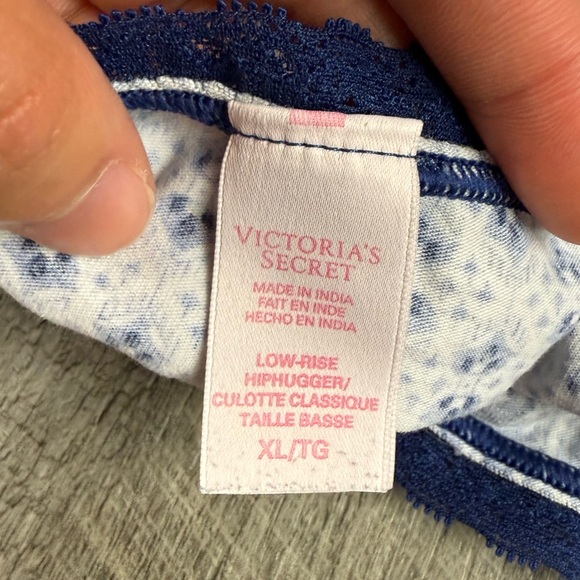 VICTORIA'S
SECRET
MADE IN INDIA
FAIT EN INDE
HECHO EN INDIA
LOW-RISE
HIPHUGGER/
CULOTTE CLASSIQUE
TAILLE BASSE
XL/TG